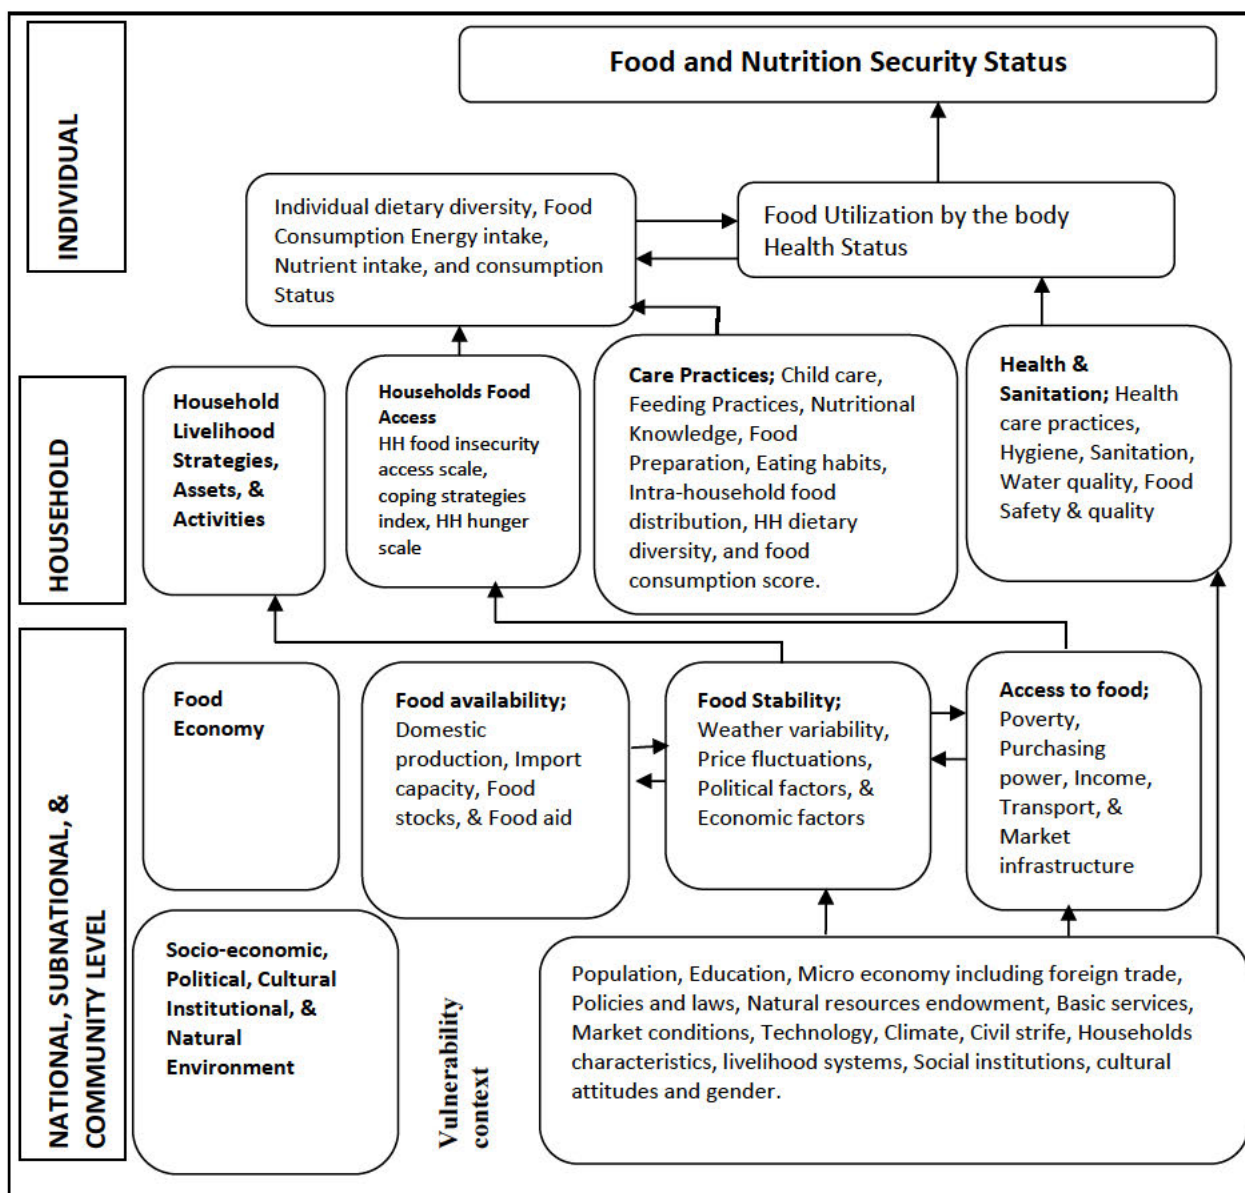 INDIVIDUAL
Food and Nutrition Security Status
Individual dietary diversity, Food
Consumption Energy intake,
Nutrient intake, and consumption
Status
Food Utilization by the body
Health Status
HOUSEHOLD
Household
Livelihood
Strategies,
Assets, &
Activities
Households Food
Access
HH food insecurity
access scale,
coping strategies
index, HH hunger
scale
Care Practices; Child care,
Feeding Practices, Nutritional
Knowledge, Food
Preparation, Eating habits,
Intra-household food
distribution, HH dietary
diversity, and food
consumption score.
Health &
Sanitation; Health
care practices,
Hygiene, Sanitation,
Water quality, Food
Safety & quality
NATIONAL, SUBNATIONAL, &
COMMUNITY LEVEL
Food
Economy
Food availability;
Domestic
production, Import
capacity, Food
stocks, & Food aid
Food Stability;
Weather variability,
Price fluctuations,
Political factors, &
Economic factors
Access to food;
Poverty,
Purchasing
power, Income,
Transport, &
Market
infrastructure
Socio-economic,
Political, Cultural
Institutional, &
Natural
Environment
Vulnerability
context
Population, Education, Micro economy including foreign trade,
Policies and laws, Natural resources endowment, Basic services,
Market conditions, Technology, Climate, Civil strife, Households
characteristics, livelihood systems, Social institutions, cultural
attitudes and gender.